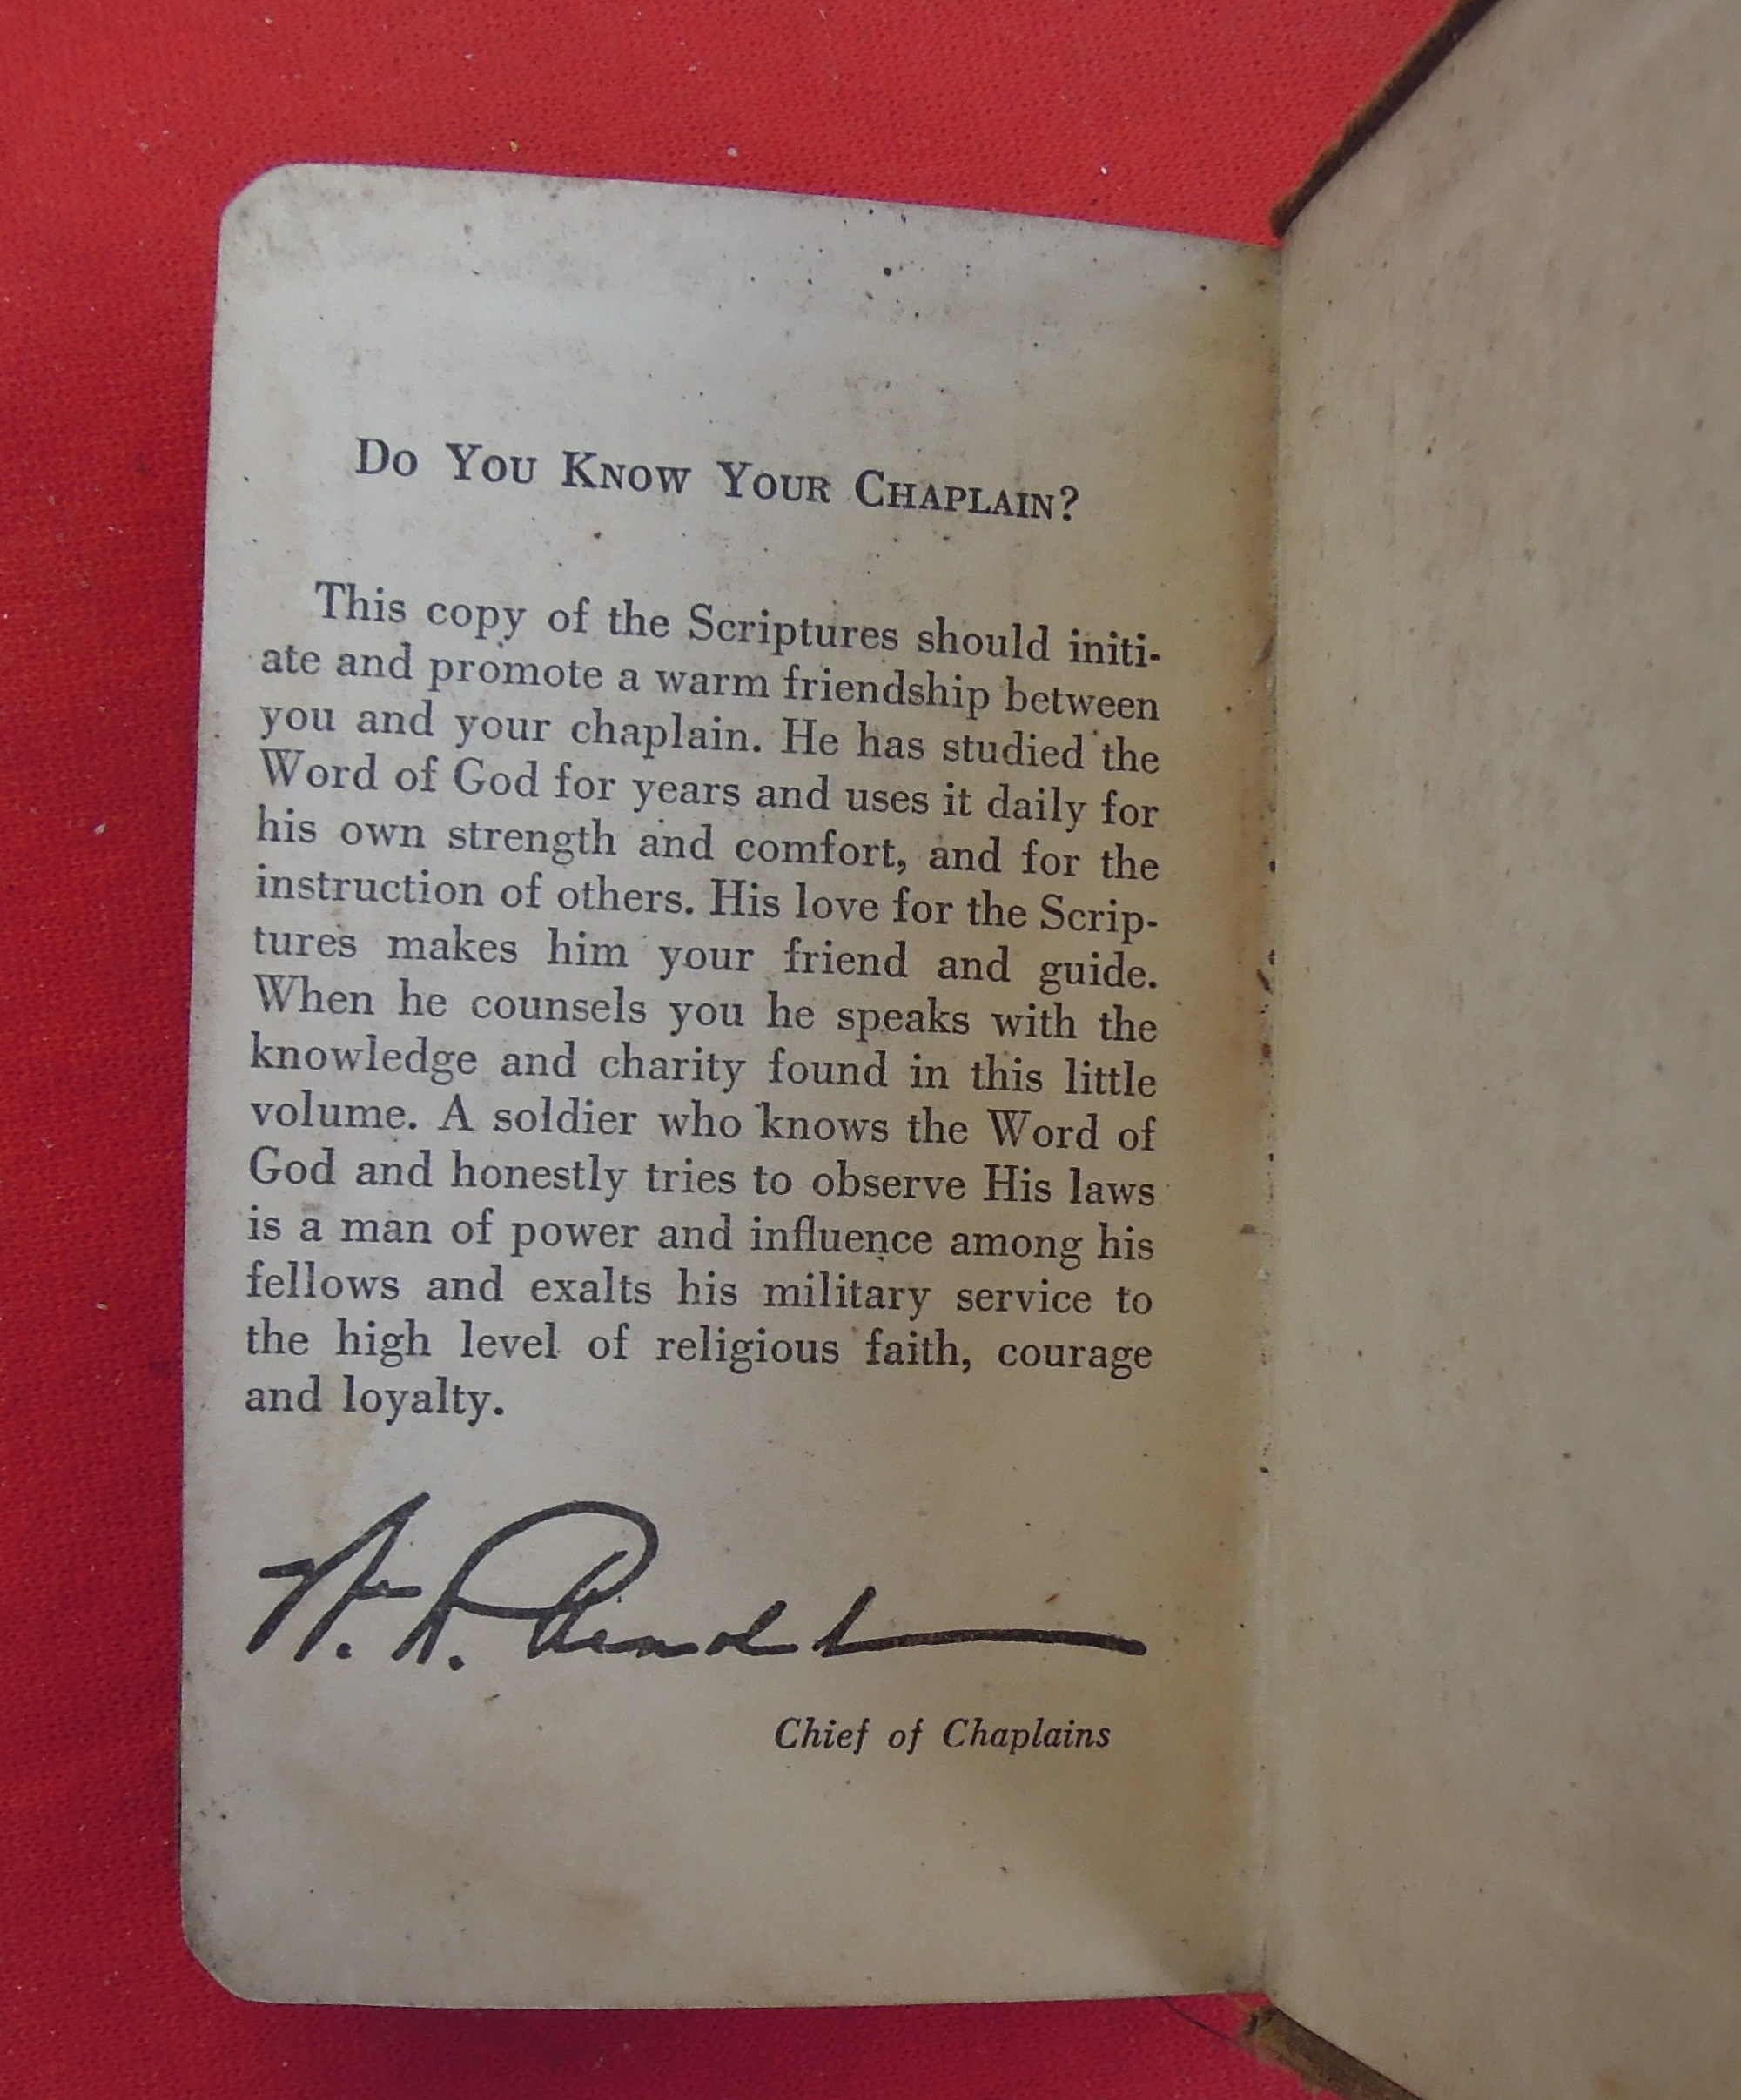 Do You Know Your Chaplain?
This copy of the Scriptures should initi-
ate and promote a warm friendship between
you and your chaplain. He has studied the
Word of God for years and uses it daily for
his own strength and comfort, and for the
instruction of others. His love for the Scrip-
tures makes him your friend and guide.
When he counsels you he speaks with the
knowledge and charity found in this little
volume. A soldier who knows the Word of
God and honestly tries to observe His laws
is a man of power and influence among his
fellows and exalts his military service to
the high level of religious faith, courage
and loyalty.
Chief of Chaplains